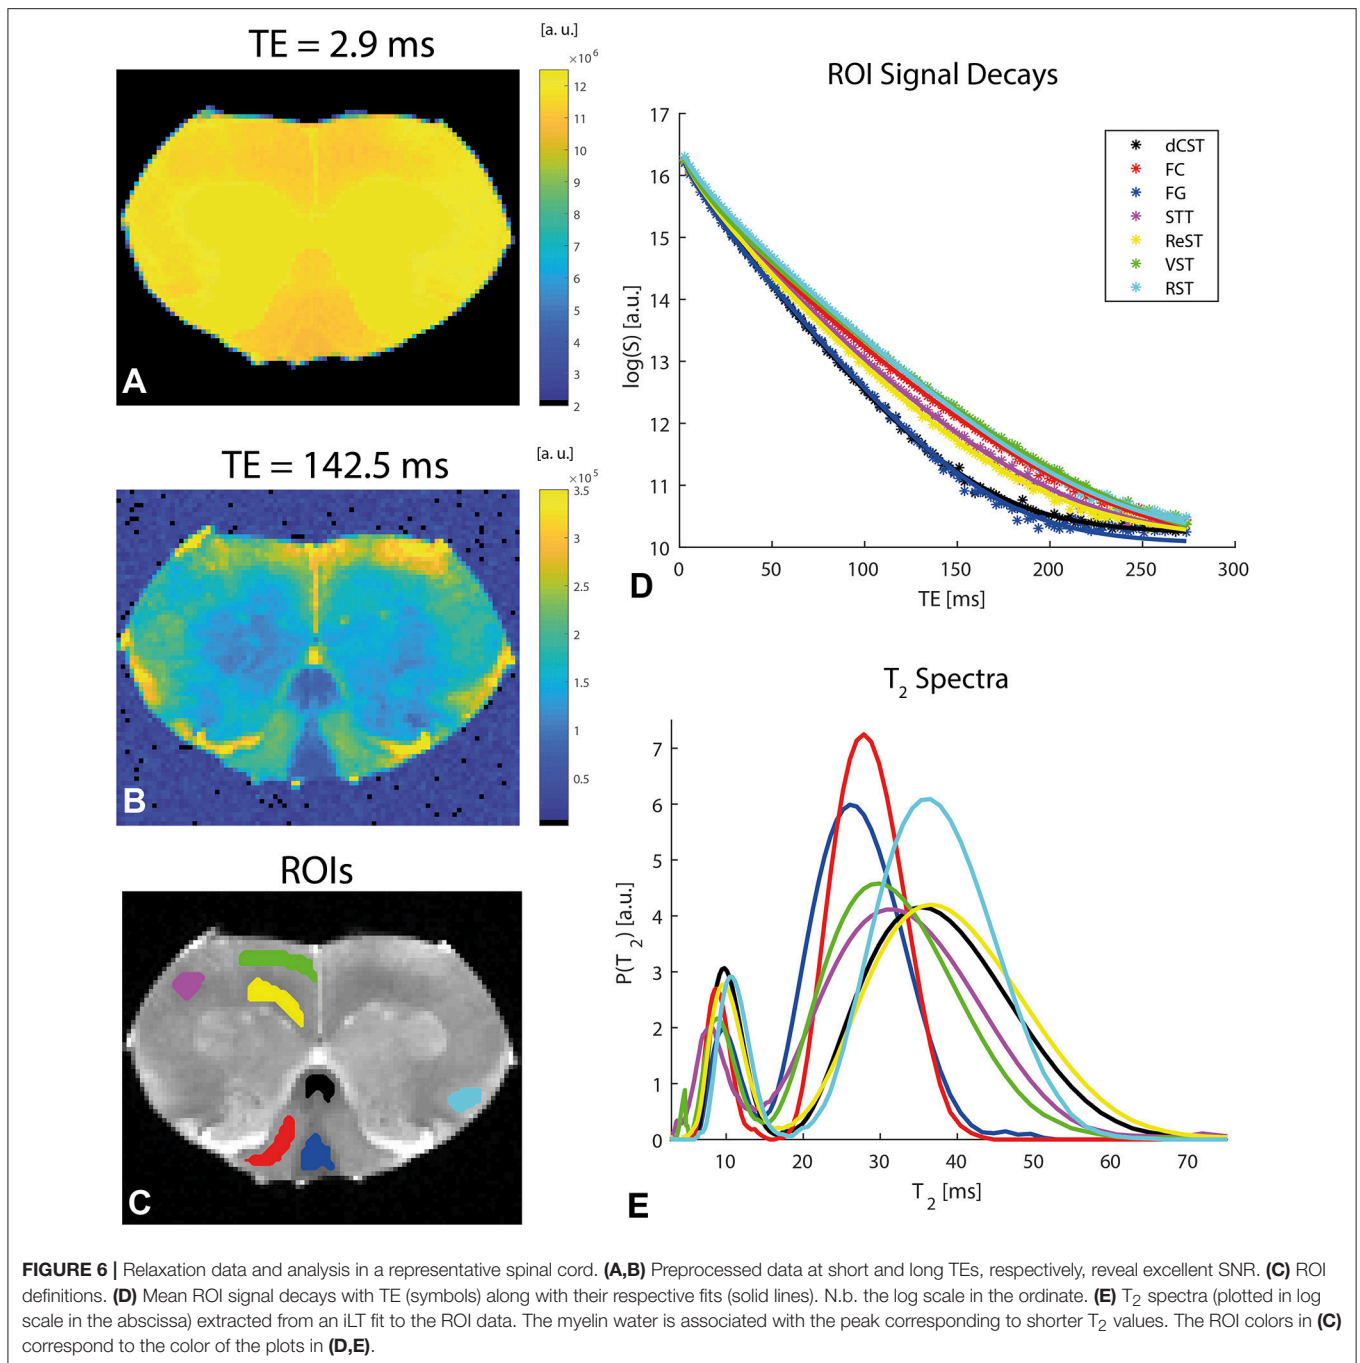 TE = 2.9 ms
[a. u.]
×10⁶
12
11
10
9
8
7
6
5
4
3
2
A
TE = 142.5 ms
[a. u.]
×10⁵
3.5
3
2.5
2
1.5
1
0.5
B
ROIs
C
ROI Signal Decays
17
16
15
14
13
12
11
10
log(S) [a.u.]
0
50
100
150
200
250
300
TE [ms]
dCST
FC
FG
STT
ReST
VST
RST
D
T₂ Spectra
7
6
5
4
3
2
1
0
P(T₂) [a.u.]
10
20
30
40
50
60
70
T₂ [ms]
E
FIGURE 6 | Relaxation data and analysis in a representative spinal cord. (A,B) Preprocessed data at short and long TEs, respectively, reveal excellent SNR. (C) ROI
definitions. (D) Mean ROI signal decays with TE (symbols) along with their respective fits (solid lines). N.b. the log scale in the ordinate. (E) T₂ spectra (plotted in log
scale in the abscissa) extracted from an iLT fit to the ROI data. The myelin water is associated with the peak corresponding to shorter T₂ values. The ROI colors in (C)
correspond to the color of the plots in (D,E).